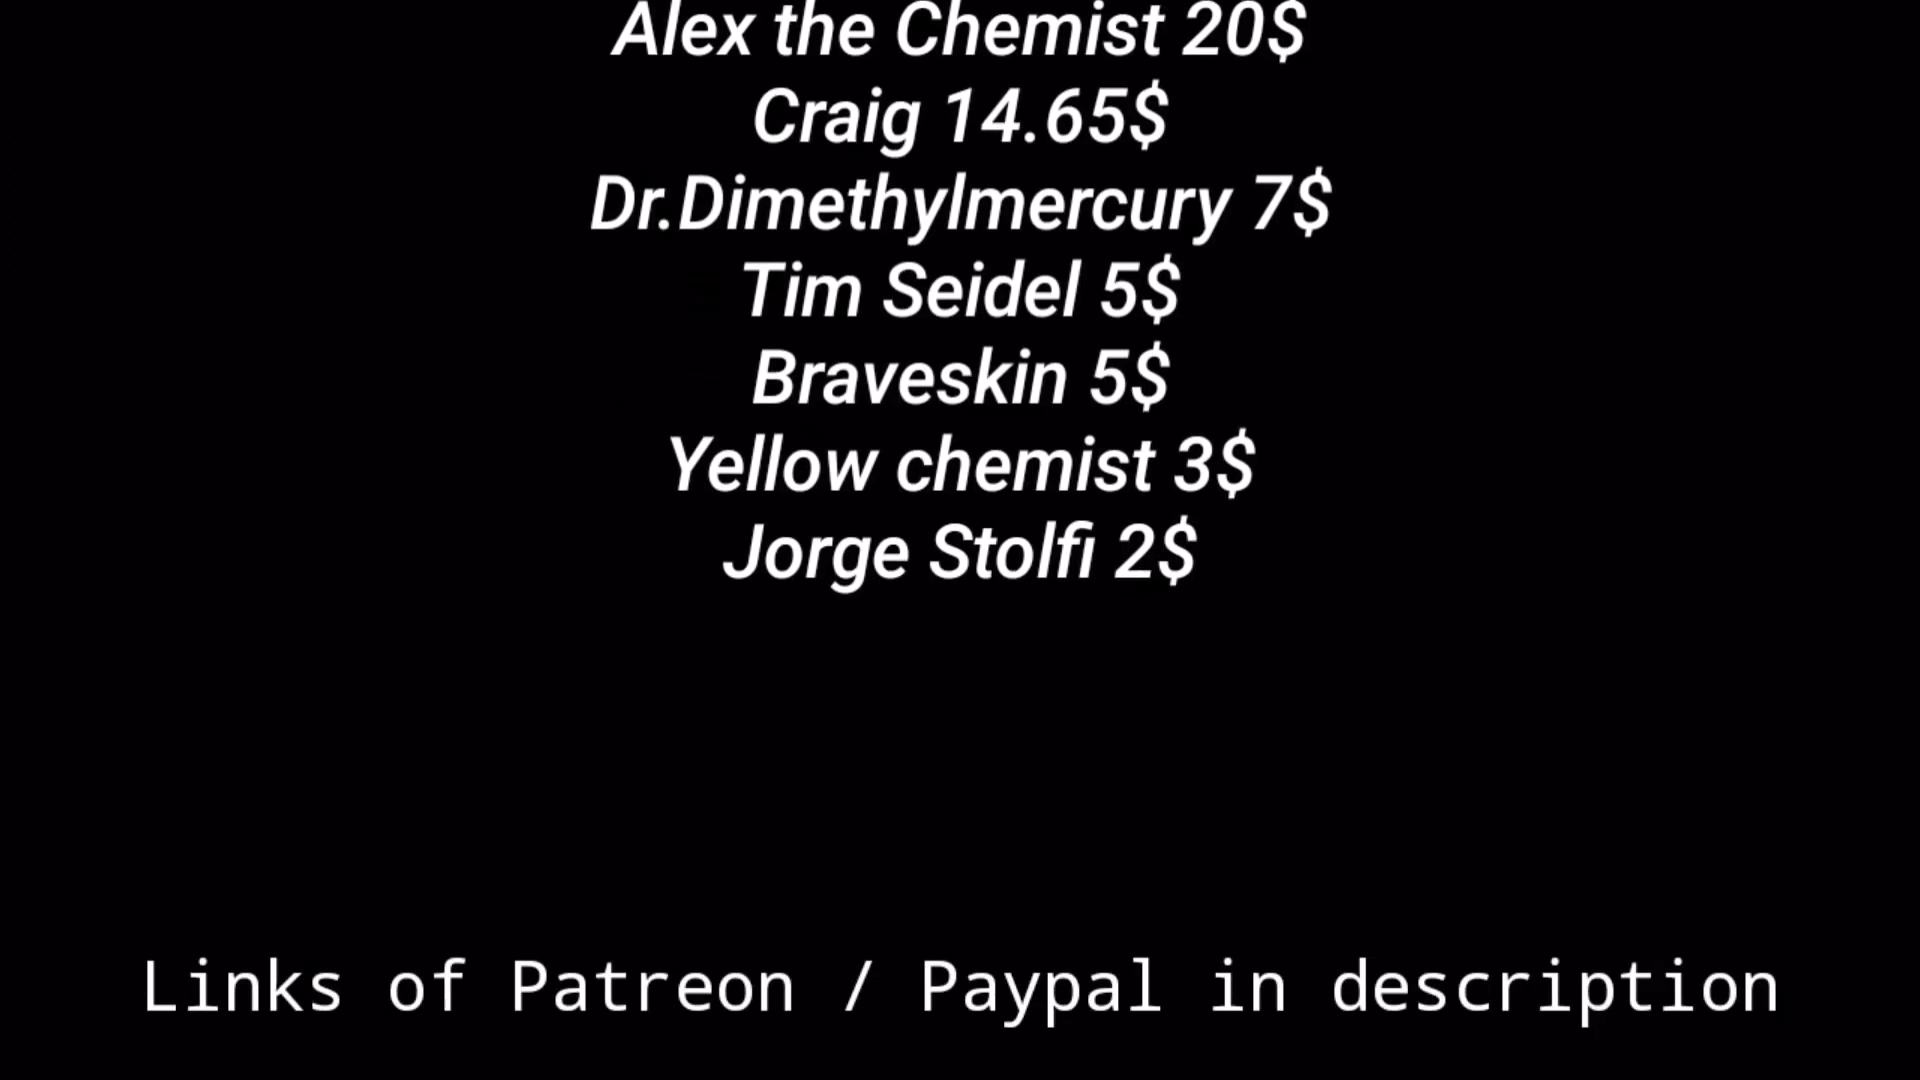 Alex the Chemist 20$
Craig 14.65$
Dr.Dimethylmercury 7$
Tim Seidel 5$
Braveskin 5$
Yellow chemist 3$
Jorge Stolfi 2$
Links of Patreon / Paypal in description